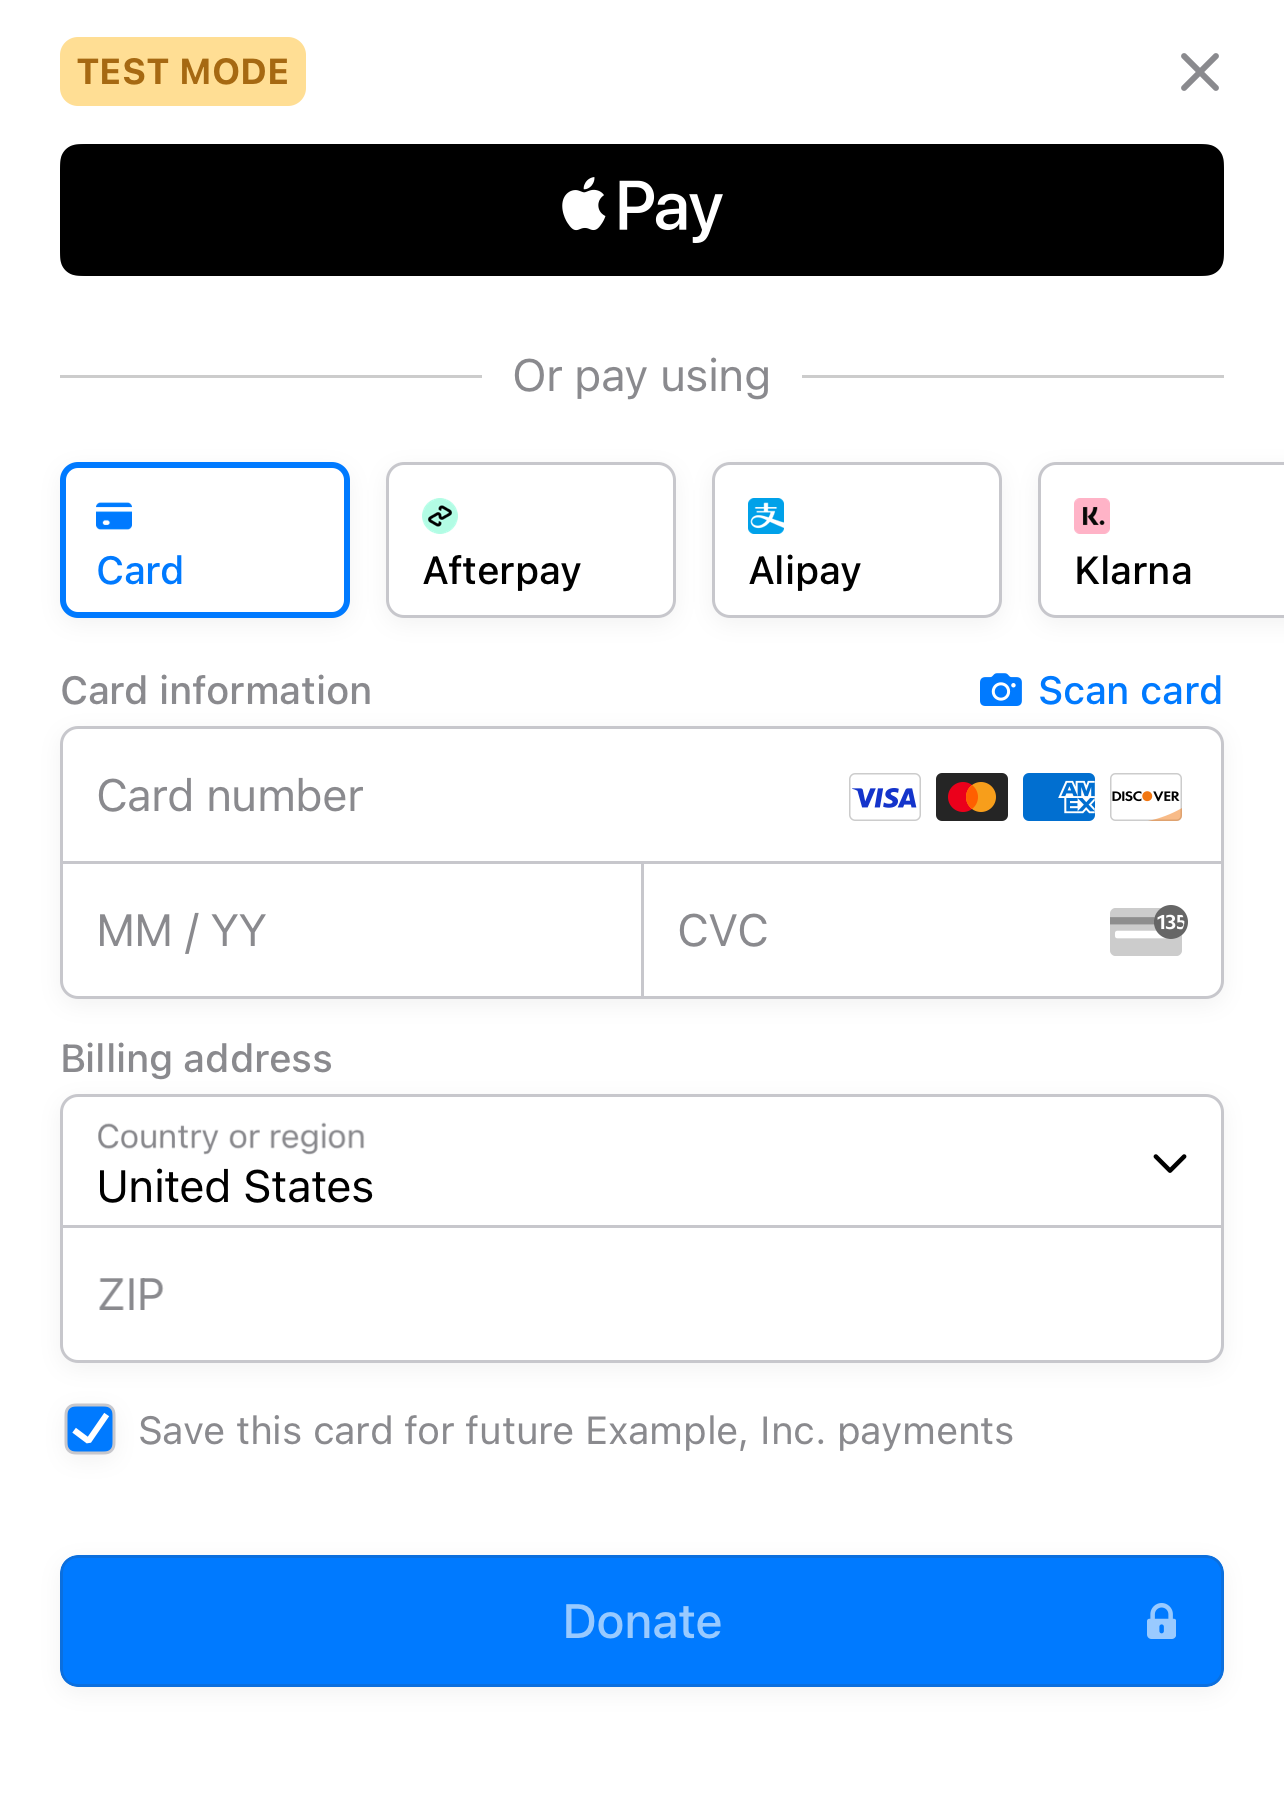 TEST MODE
Pay
Or pay using
Card
Afterpay
支 Alipay
K. Klarna
Card information
Scan card
Card number
VISA
AM
EX
DISCOVER
MM / YY
CVC
135
Billing address
Country or region
United States
ZIP
Save this card for future Example, Inc. payments
Donate